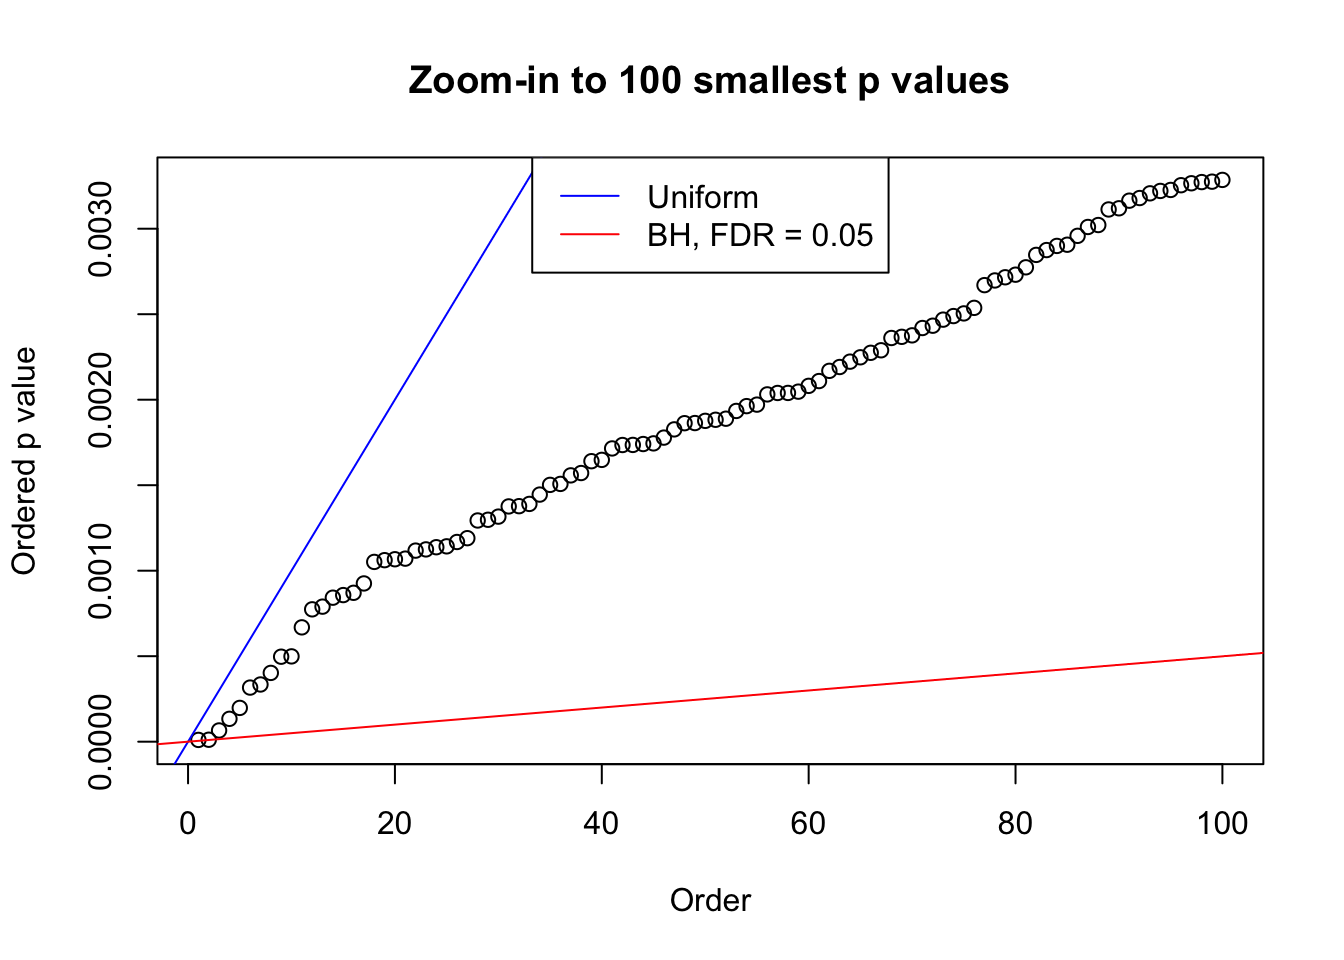 Zoom-in to 100 smallest p values
Uniform
BH, FDR = 0.05
Ordered p value
0.0030
0.0020
0.0010
0.0000
0 20 40 60 80 100
Order